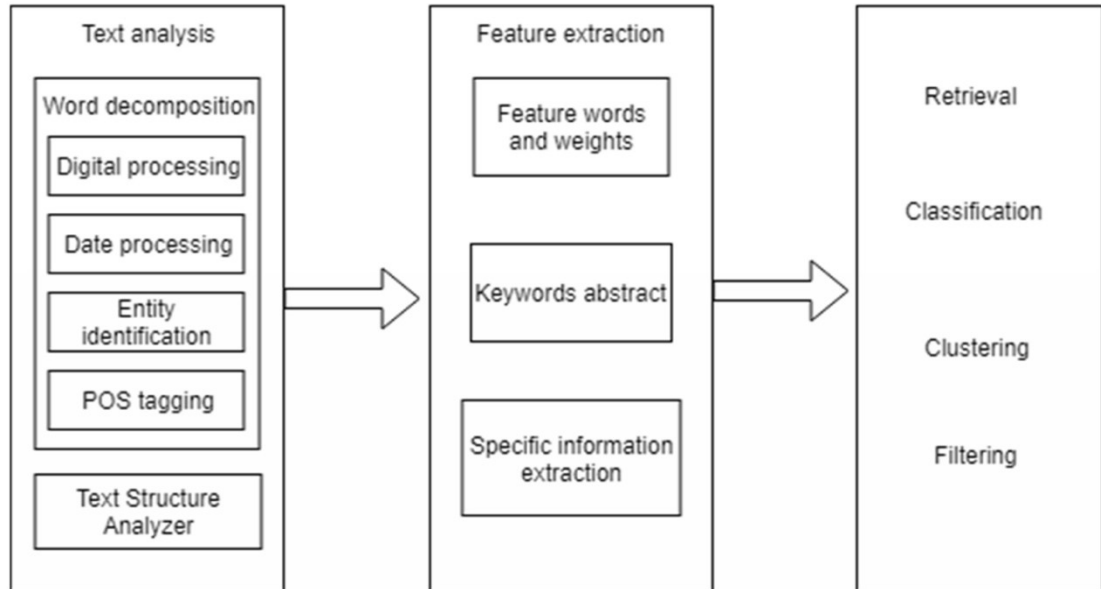 Text analysis
Word decomposition
Digital processing
Date processing
Entity
identification
POS tagging
Text Structure
Analyzer
Feature extraction
Feature words
and weights
Keywords abstract
Specific information
extraction
Retrieval
Classification
Clustering
Filtering